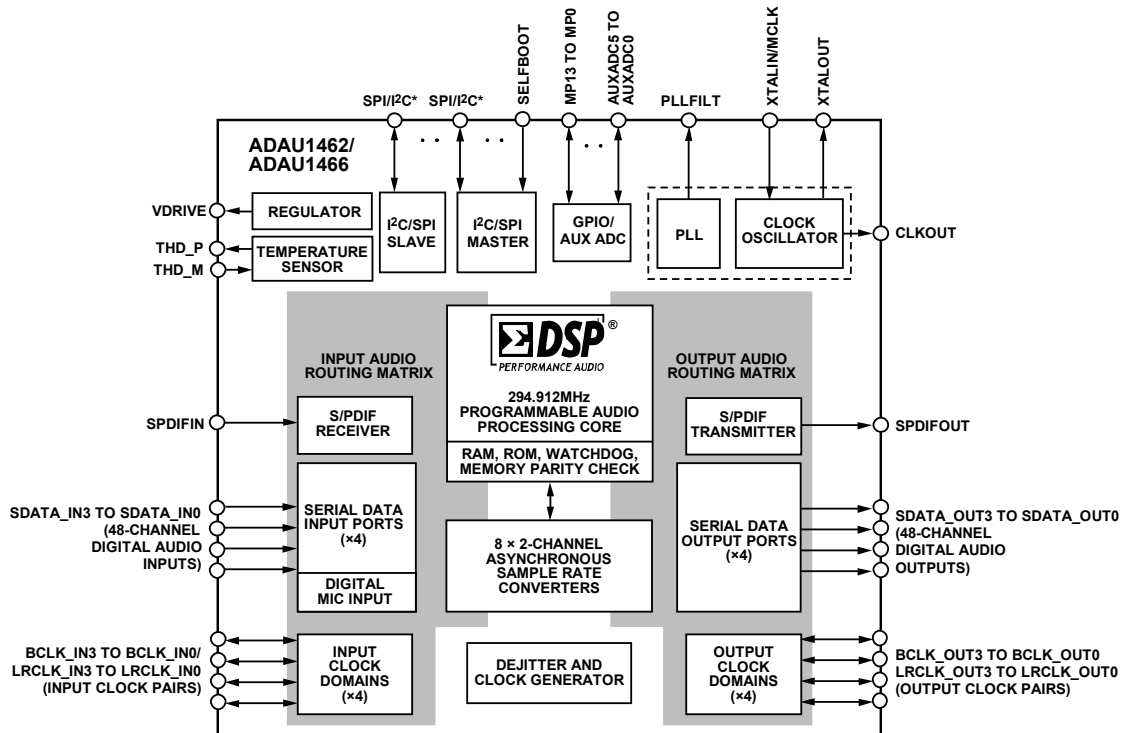 SPI/I²C*
SPI/I²C*
SELFBOOT
MP13 TO MP0
AUXADC5 TO
AUXADC0
PLLFILT
XTALIN/MCLK
XTALOUT
ADAU1462/
ADAU1466
VDRIVE
REGULATOR
THD_P
THD_M
TEMPERATURE
SENSOR
I²C/SPI
SLAVE
I²C/SPI
MASTER
GPIO/
AUX ADC
PLL
CLOCK
OSCILLATOR
CLKOUT
INPUT AUDIO
ROUTING MATRIX
ΣDSP®
PERFORMANCE AUDIO
294.912MHz
PROGRAMMABLE AUDIO
PROCESSING CORE
RAM, ROM, WATCHDOG,
MEMORY PARITY CHECK
OUTPUT AUDIO
ROUTING MATRIX
SPDIFIN
S/PDIF
RECEIVER
S/PDIF
TRANSMITTER
SPDIFOUT
SDATA_IN3 TO SDATA_IN0
(48-CHANNEL
DIGITAL AUDIO
INPUTS)
SERIAL DATA
INPUT PORTS
(×4)
DIGITAL
MIC INPUT
8 × 2-CHANNEL
ASYNCHRONOUS
SAMPLE RATE
CONVERTERS
SERIAL DATA
OUTPUT PORTS
(×4)
SDATA_OUT3 TO SDATA_OUT0
(48-CHANNEL
DIGITAL AUDIO
OUTPUTS)
BCLK_IN3 TO BCLK_IN0/
LRCLK_IN3 TO LRCLK_IN0
(INPUT CLOCK PAIRS)
INPUT
CLOCK
DOMAINS
(×4)
DEJITTER AND
CLOCK GENERATOR
OUTPUT
CLOCK
DOMAINS
(×4)
BCLK_OUT3 TO BCLK_OUT0
LRCLK_OUT3 TO LRCLK_OUT0
(OUTPUT CLOCK PAIRS)